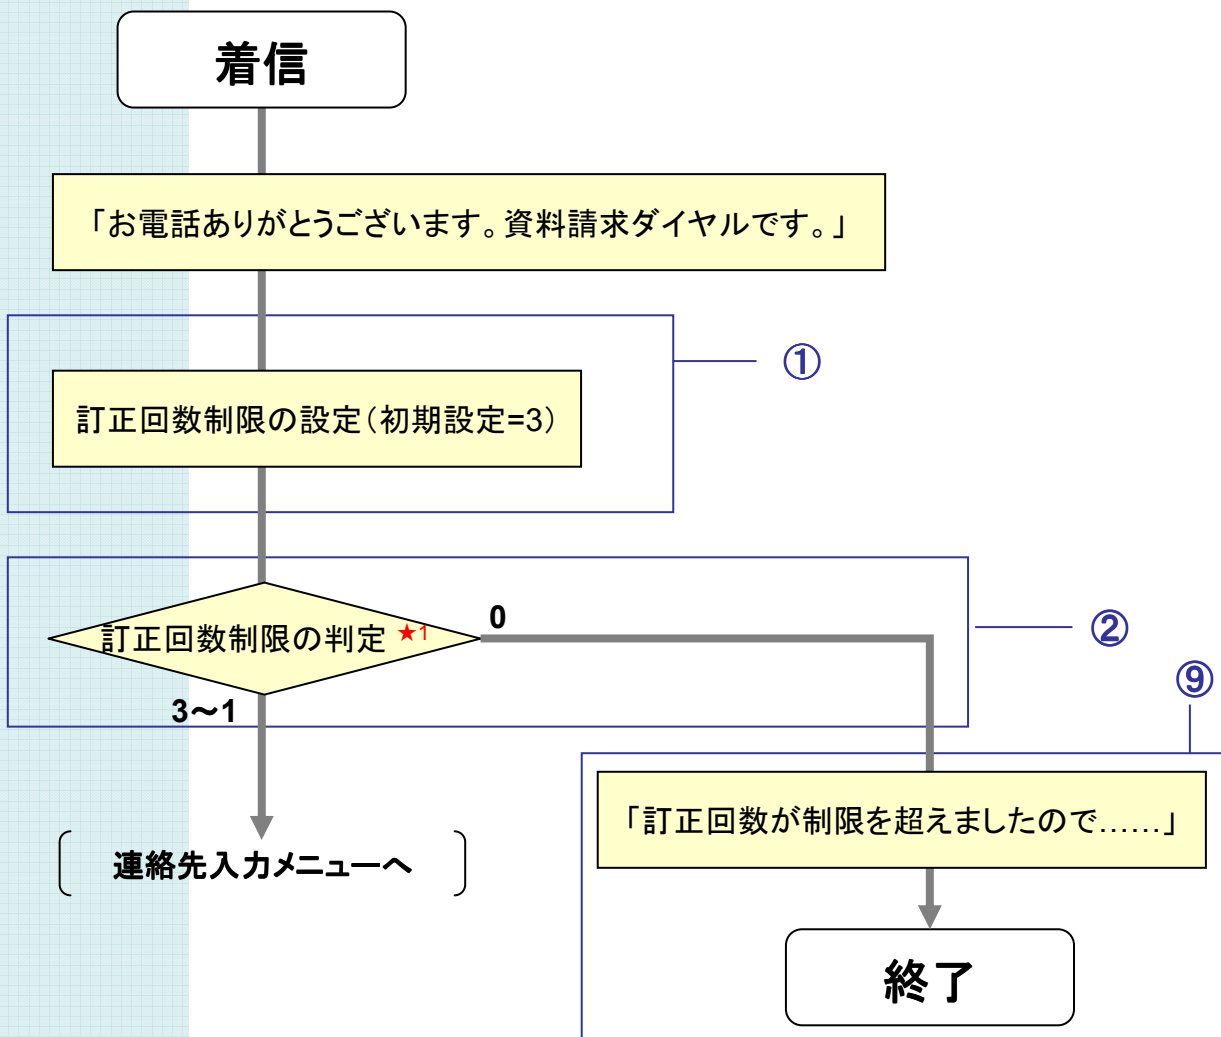 着信
「お電話ありがとうございます。資料請求ダイヤルです。」
①
訂正回数制限の設定（初期設定=3）
訂正回数制限の判定 ★1
0
②
3～1
⑨
「訂正回数が制限を超えましたので……」
連絡先入力メニューへ
終了